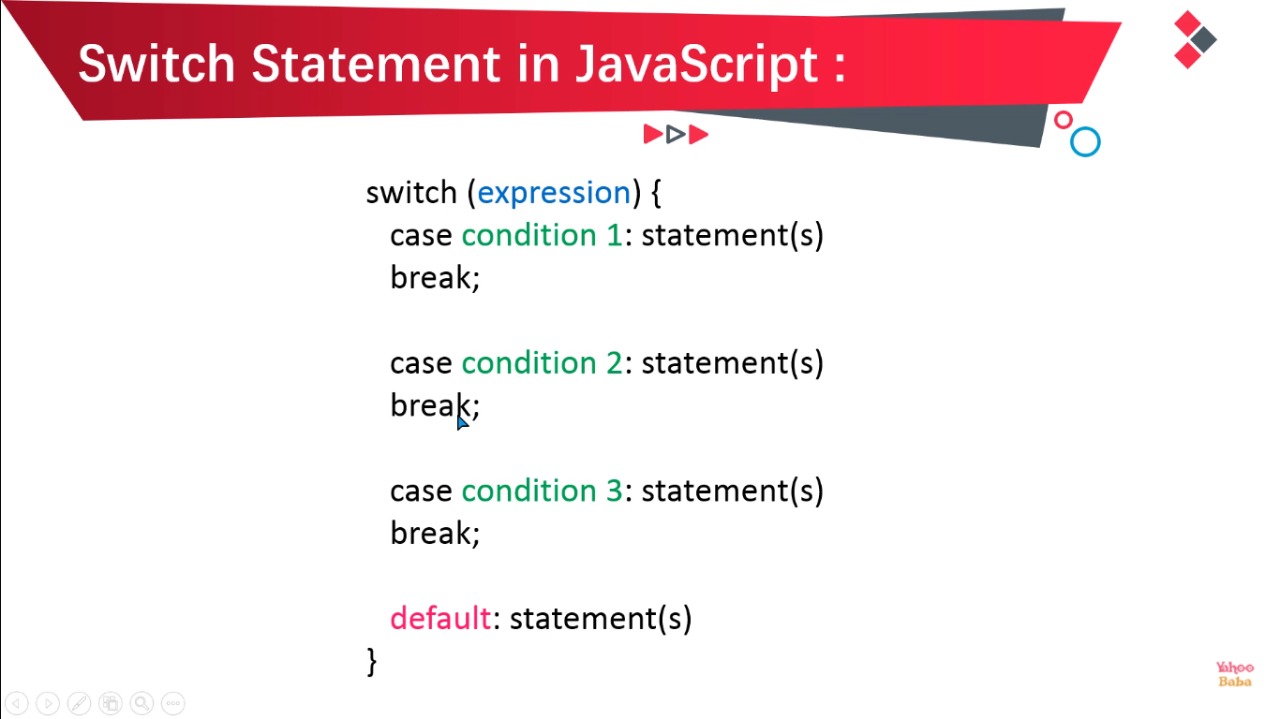 Switch Statement in JavaScript :
switch (expression) {
case condition 1: statement(s)
break;
case condition 2: statement(s)
break;
case condition 3: statement(s)
break;
default: statement(s)
}
Yahoo
Baba